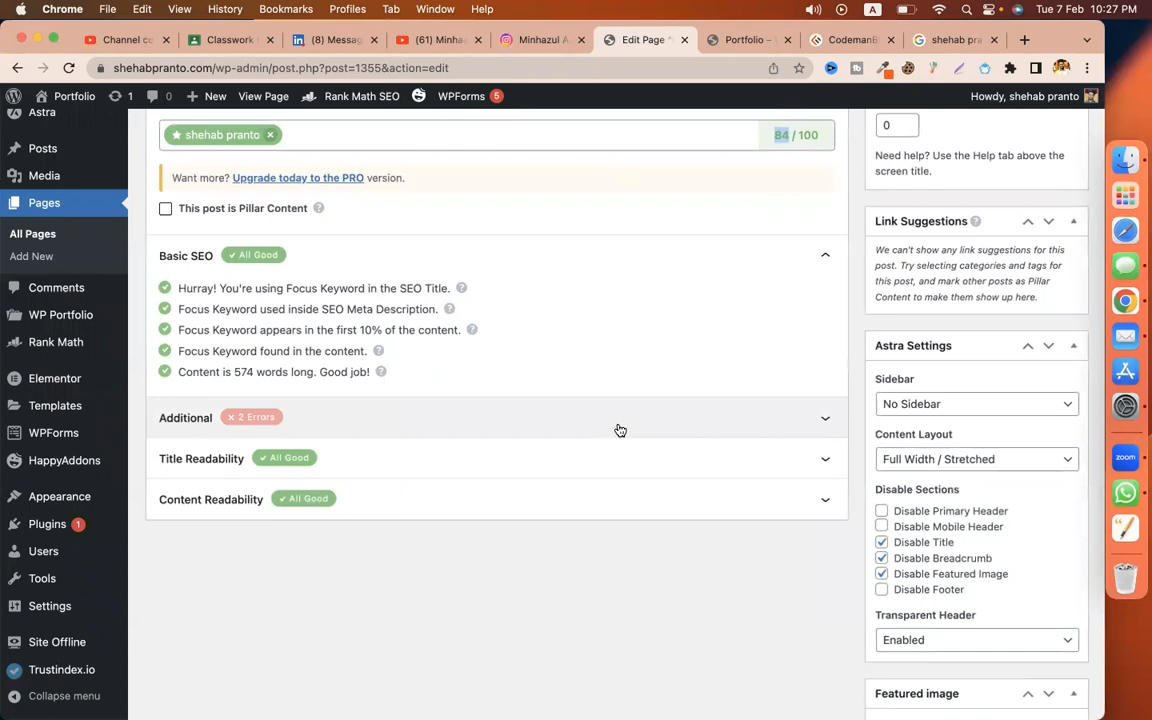 Chrome File Edit View History Bookmarks Profiles Tab Window Help A Tue 7 Feb 10:27 PM
Channel co Classwork (8) Messag (61) Minha Minhazul A Edit Page Portfolio – CodemanB shehab pra
shehabpranto.com/wp-admin/post.php?post=1355&action=edit
Portfolio 1 0 + New View Page Rank Math SEO WPForms 5 Howdy, shehab pranto
Astra
Posts
Media
Pages
All Pages
Add New
Comments
WP Portfolio
Rank Math
Elementor
Templates
WPForms
HappyAddons
Appearance
Plugins 1
Users
Tools
Settings
Site Offline
Trustindex.io
Collapse menu
★ shehab pranto × 84 / 100
Want more? Upgrade today to the PRO version.
This post is Pillar Content ?
Basic SEO ✓ All Good
Hurray! You're using Focus Keyword in the SEO Title. ?
Focus Keyword used inside SEO Meta Description. ?
Focus Keyword appears in the first 10% of the content. ?
Focus Keyword found in the content. ?
Content is 574 words long. Good job! ?
Additional × 2 Errors
Title Readability ✓ All Good
Content Readability ✓ All Good
0
Need help? Use the Help tab above the
screen title.
Link Suggestions ?
We can't show any link suggestions for this
post. Try selecting categories and tags for
this post, and mark other posts as Pillar
Content to make them show up here.
Astra Settings
Sidebar
No Sidebar
Content Layout
Full Width / Stretched
Disable Sections
Disable Primary Header
Disable Mobile Header
Disable Title
Disable Breadcrumb
Disable Featured Image
Disable Footer
Transparent Header
Enabled
Featured image
zoom